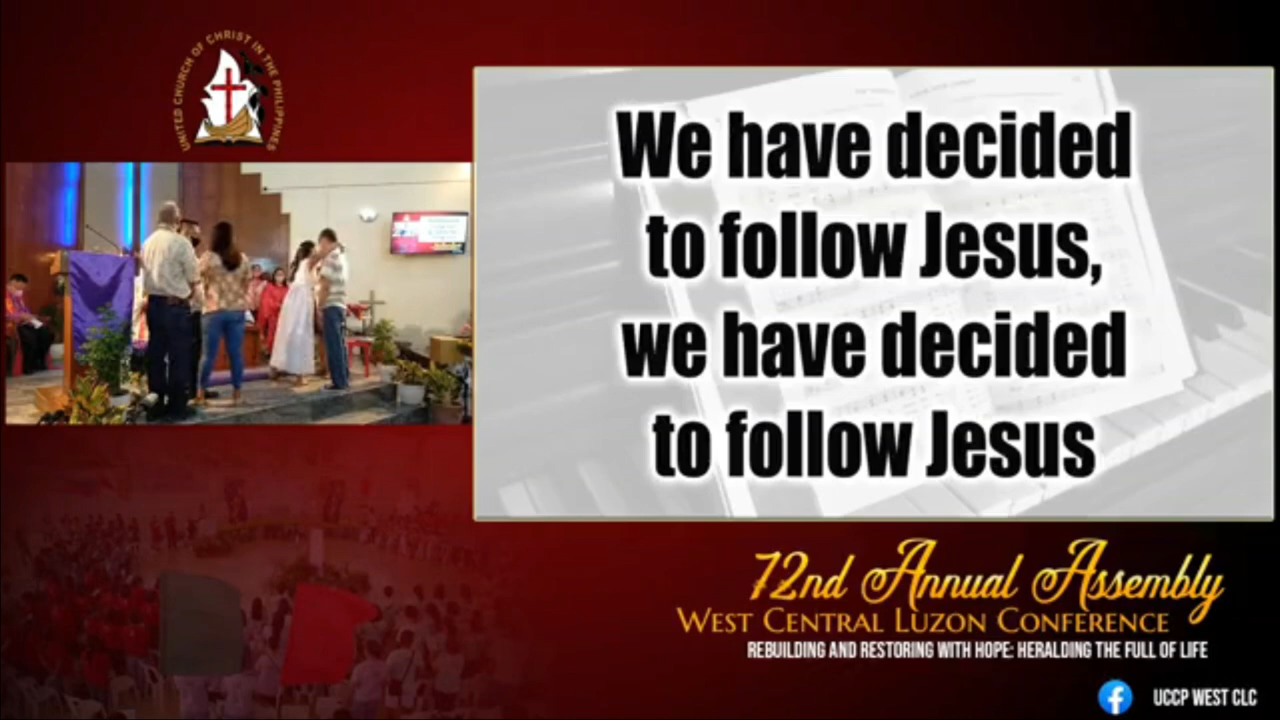 UNITED CHURCH OF CHRIST IN THE PHILIPPINES
We have decided
to follow Jesus,
we have decided
to follow Jesus
72nd Annual Assembly
WEST CENTRAL LUZON CONFERENCE
REBUILDING AND RESTORING WITH HOPE: HERALDING THE FULL OF LIFE
UCCP WEST CLC